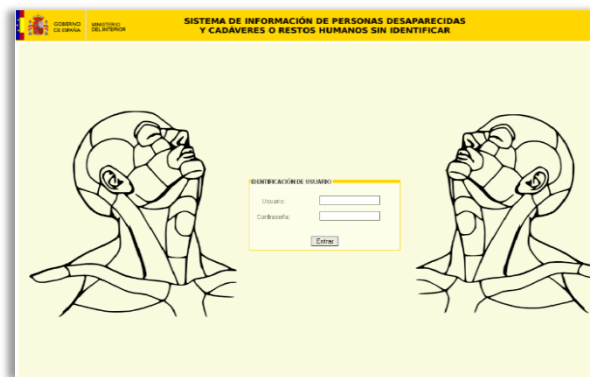 GOBIERNO
DE ESPAÑA
MINISTERIO
DEL INTERIOR
SISTEMA DE INFORMACIÓN DE PERSONAS DESAPARECIDAS
Y CADÁVERES O RESTOS HUMANOS SIN IDENTIFICAR
IDENTIFICACIÓN DE USUARIO
Usuario:
Contraseña:
Entrar